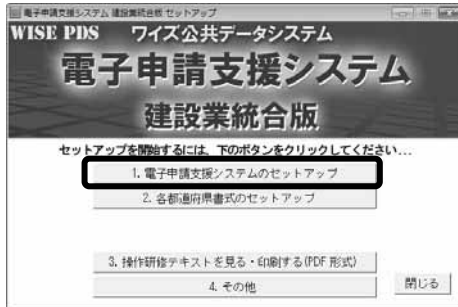 電子申請支援システム 建設業統合版 セットアップ
WISE PDS ワイズ公共データシステム
電子申請支援システム
建設業統合版
セットアップを開始するには、下のボタンをクリックしてください...
1. 電子申請支援システムのセットアップ
2. 各都道府県書式のセットアップ
3. 操作研修テキストを見る・印刷する(PDF 形式)
4. その他
閉じる